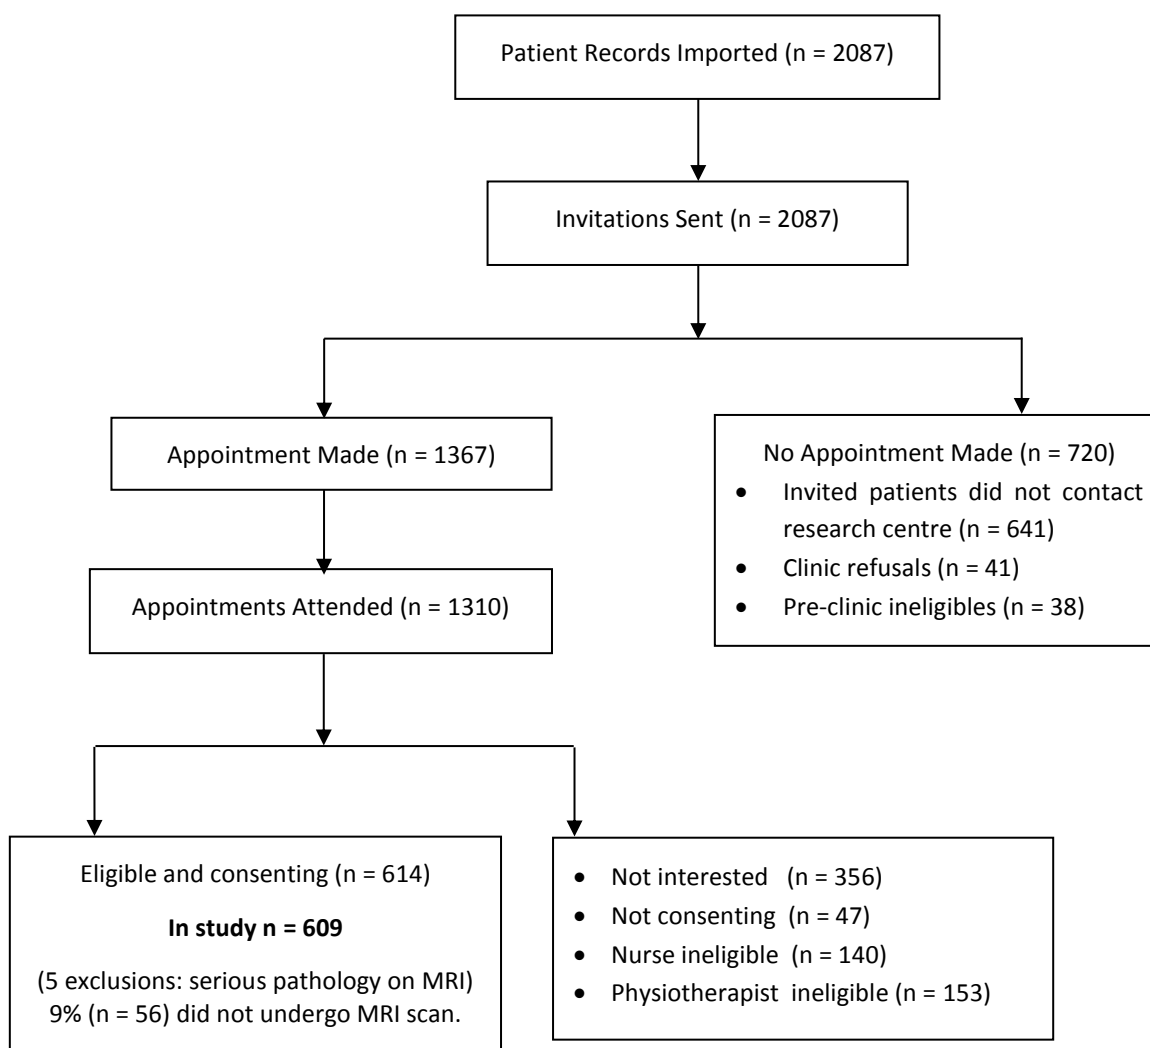 Patient Records Imported (n = 2087)
Invitations Sent (n = 2087)
Appointment Made (n = 1367)
No Appointment Made (n = 720)
• Invited patients did not contact
research centre (n = 641)
• Clinic refusals (n = 41)
• Pre-clinic ineligibles (n = 38)
Appointments Attended (n = 1310)
Eligible and consenting (n = 614)
In study n = 609
(5 exclusions: serious pathology on MRI)
9% (n = 56) did not undergo MRI scan.
• Not interested (n = 356)
• Not consenting (n = 47)
• Nurse ineligible (n = 140)
• Physiotherapist ineligible (n = 153)